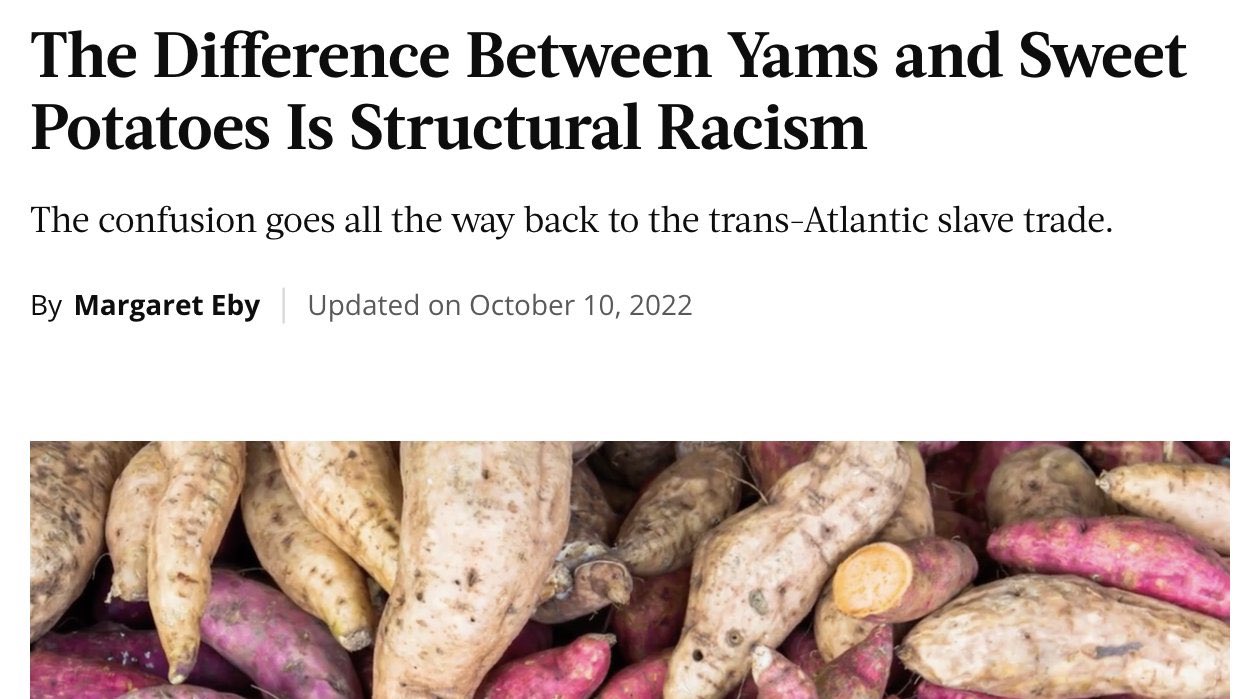 The Difference Between Yams and Sweet
Potatoes Is Structural Racism
The confusion goes all the way back to the trans-Atlantic slave trade.
By Margaret Eby | Updated on October 10, 2022